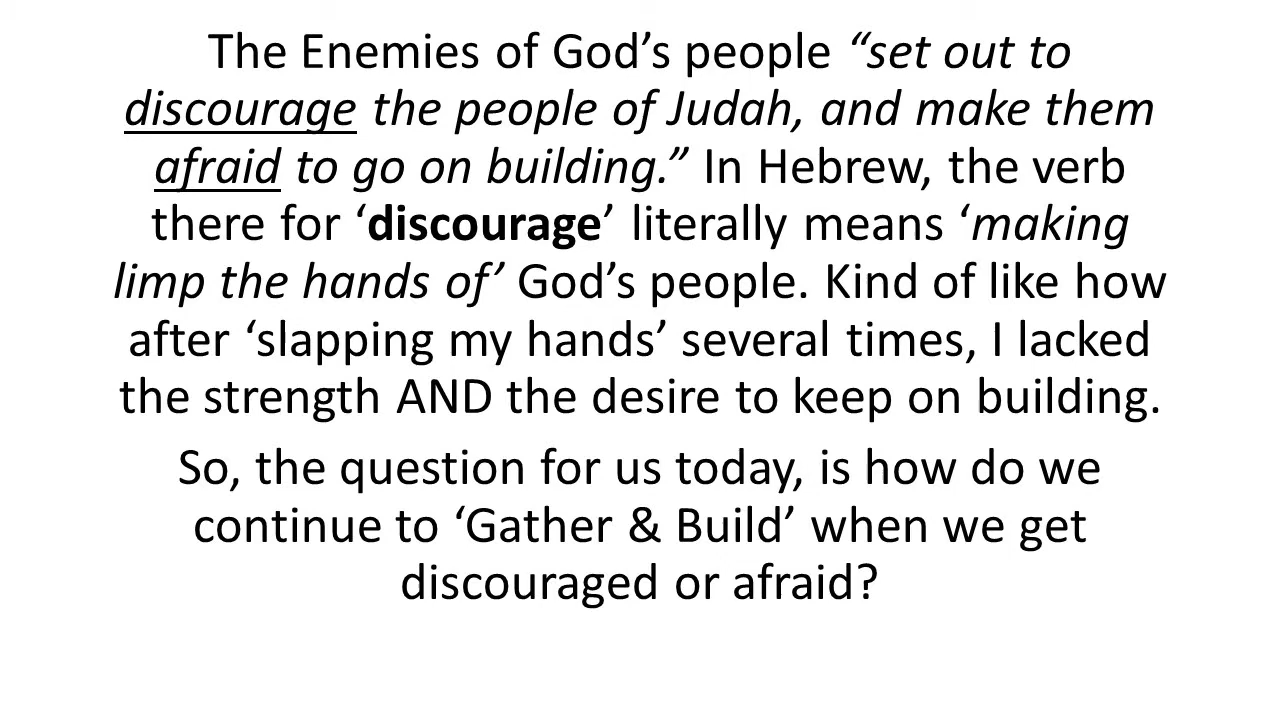 The Enemies of God’s people “set out to
discourage the people of Judah, and make them
afraid to go on building.” In Hebrew, the verb
there for ‘discourage’ literally means ‘making
limp the hands of’ God’s people. Kind of like how
after ‘slapping my hands’ several times, I lacked
the strength AND the desire to keep on building.
So, the question for us today, is how do we
continue to ‘Gather & Build’ when we get
discouraged or afraid?